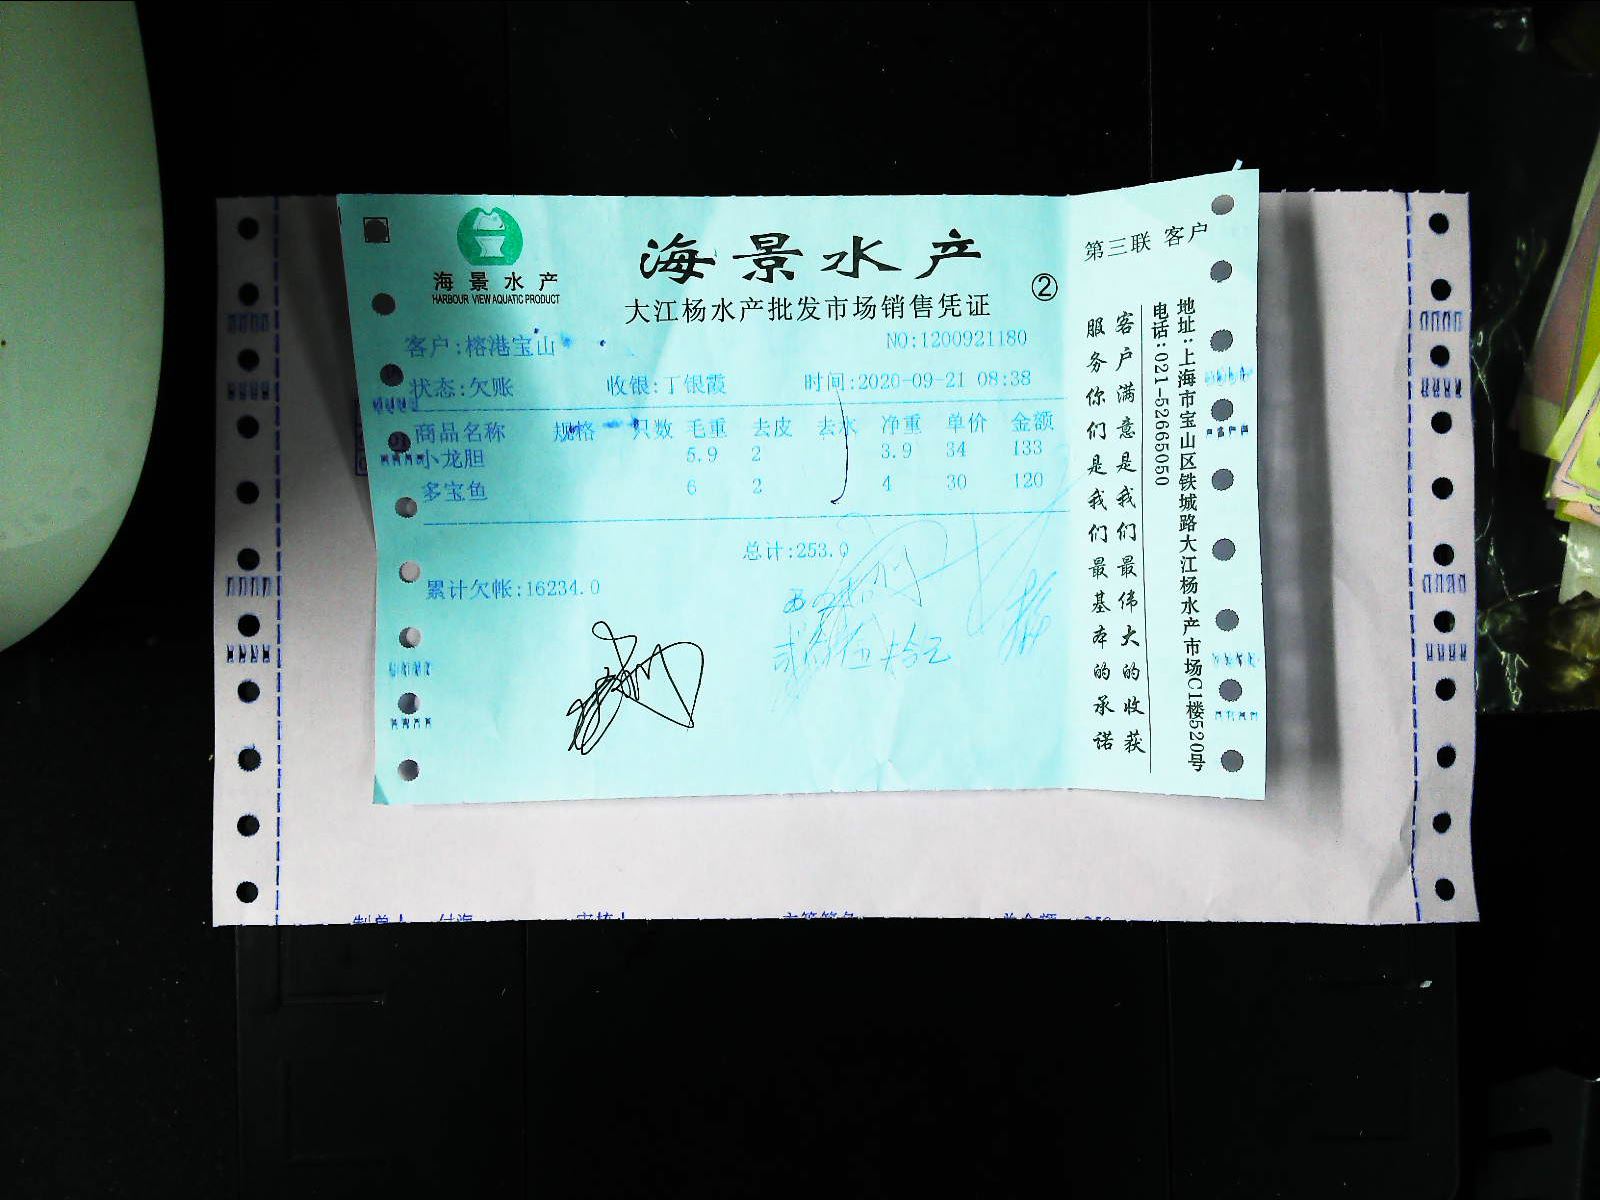 海景水产
HARBOUR VIEW AQUATIC PRODUCT
海景水产
大江杨水产批发市场销售凭证
②
第三联 客户
客户:榕港宝山
NO:1200921180
状态:欠账 收银:丁银霞 时间:2020-09-21 08:38
商品名称 规格 只数 毛重 去皮 去水 净重 单价 金额
小龙胆 5.9 2 3.9 34 133
多宝鱼 6 2 4 30 120
总计:253.0
累计欠帐:16234.0
客户满意是我们最伟大的收获
服务你们是我们最基本的承诺
地址:上海市宝山区铁城路大江杨水产市场C1楼520号
电话:021-52665050